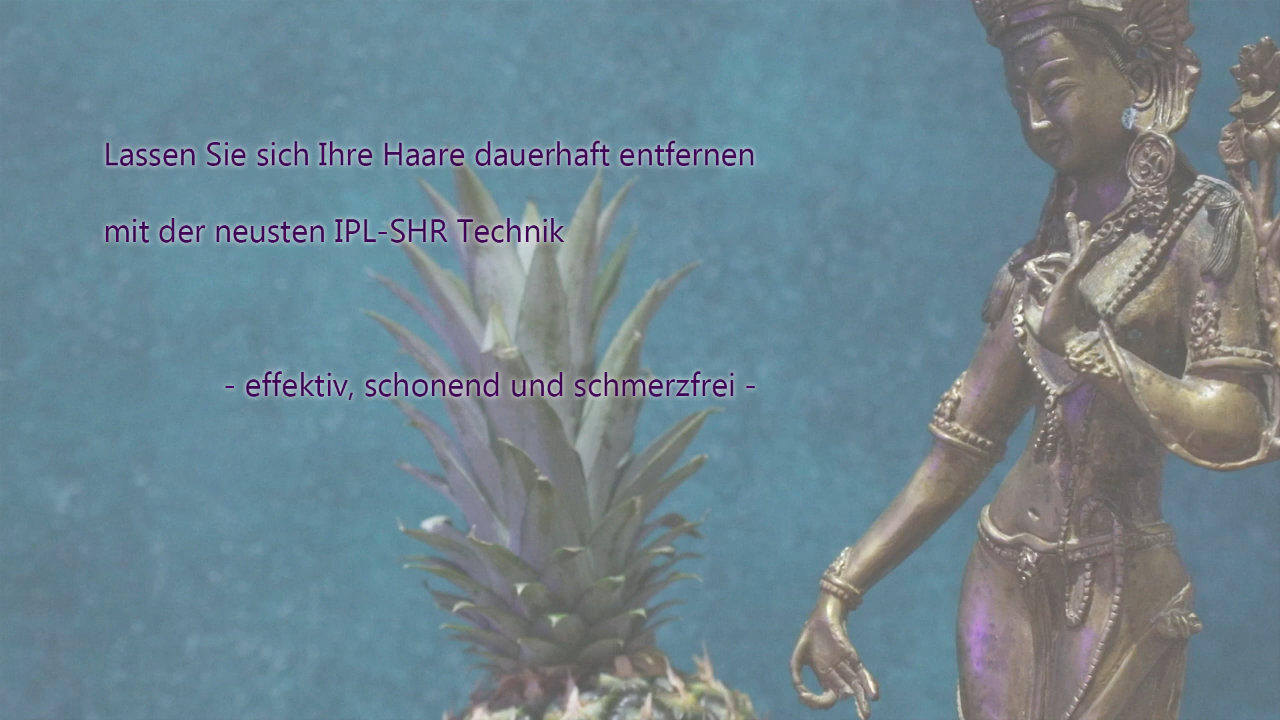 Lassen Sie sich Ihre Haare dauerhaft entfernen
mit der neusten IPL-SHR Technik
- effektiv, schonend und schmerzfrei -